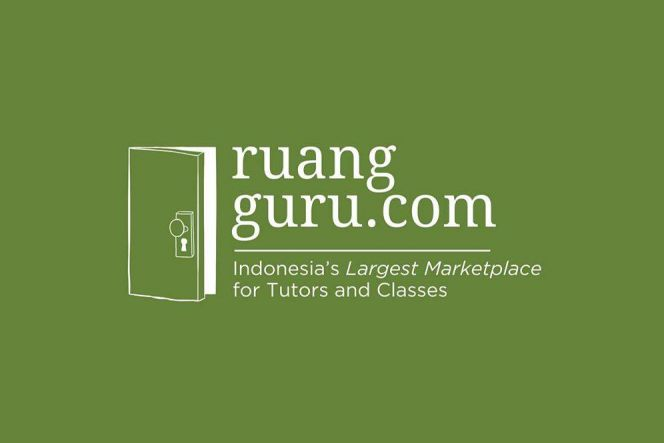 ruang
guru.com
Indonesia's Largest Marketplace
for Tutors and Classes